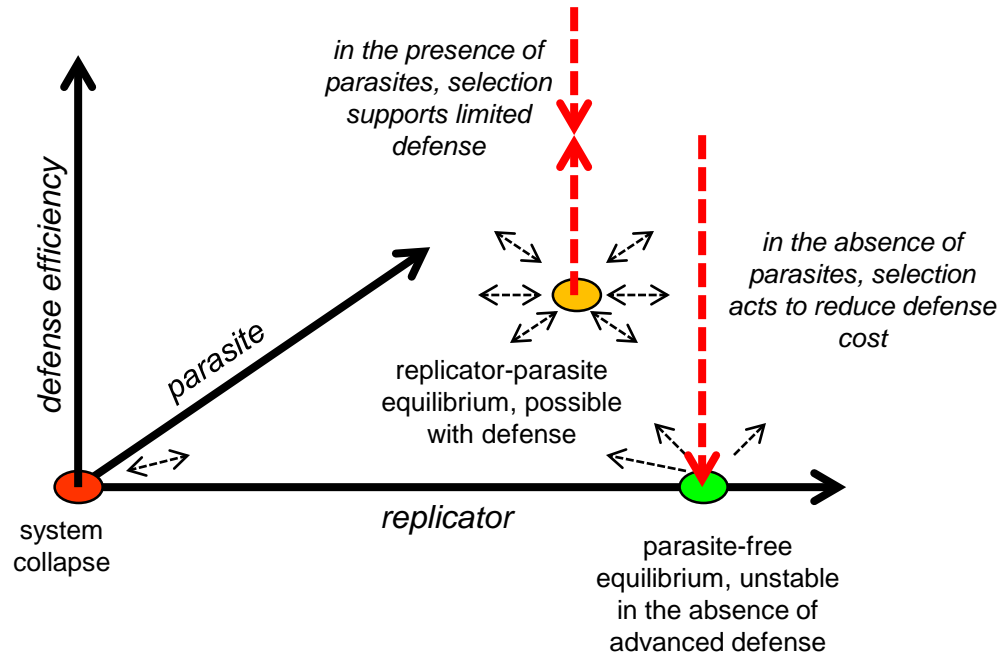 in the presence of
parasites, selection
supports limited
defense
defense efficiency
parasite
in the absence of
parasites, selection
acts to reduce defense
cost
replicator-parasite
equilibrium, possible
with defense
system
collapse
replicator
parasite-free
equilibrium, unstable
in the absence of
advanced defense